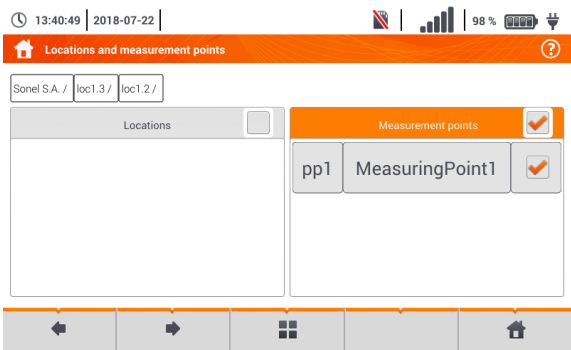 13:40:49 2018-07-22 98 %
Locations and measurement points ?
Sonel S.A. / loc1.3 / loc1.2 /
Locations
Measurement points
pp1 MeasuringPoint1